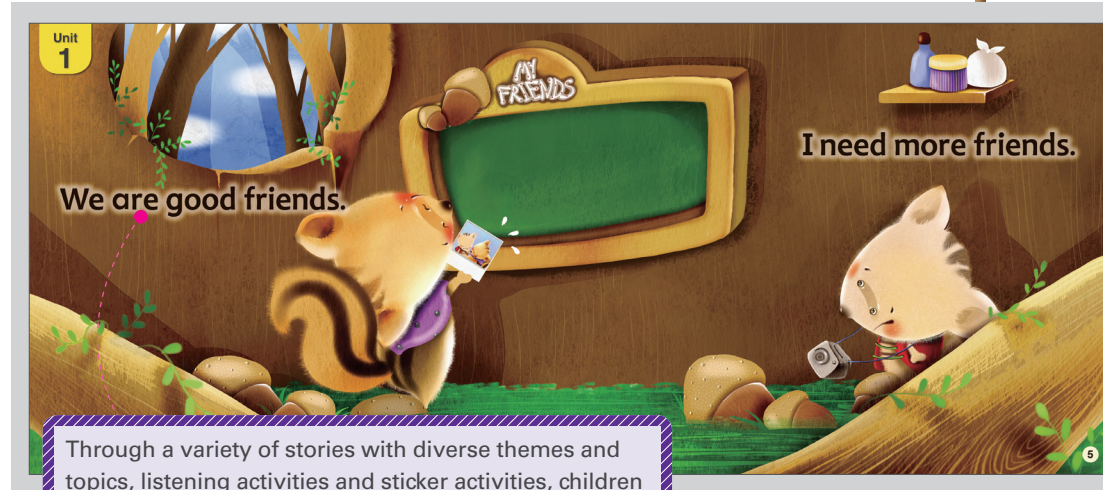 Unit
1
MY
FRIENDS
I need more friends.
We are good friends.
Through a variety of stories with diverse themes and
topics, listening activities and sticker activities, children
5